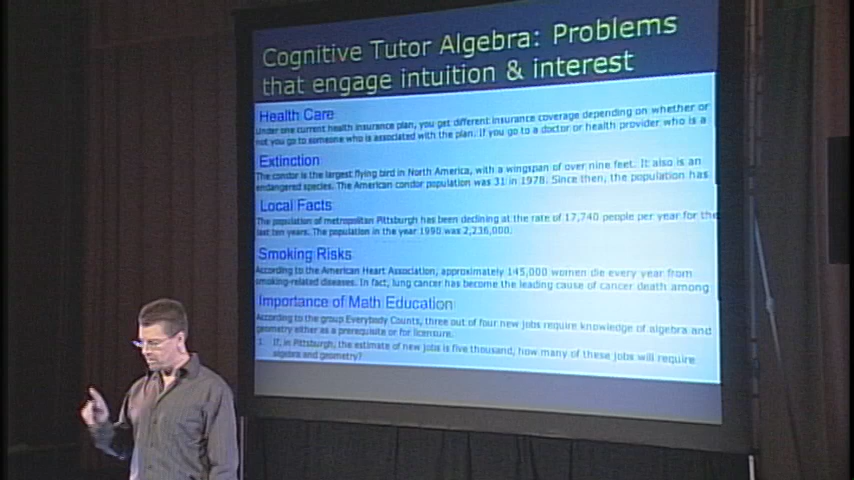 Cognitive Tutor Algebra: Problems
that engage intuition & interest
Health Care
Under one current health insurance plan, you get different insurance coverage depending on whether or
not you go to someone who is associated with the plan. If you go to a doctor or health provider who is a
Extinction
The condor is the largest flying bird in North America, with a wingspan of over nine feet. It also is an
endangered species. The American condor population was 31 in 1978. Since then, the population has
Local Facts
The population of metropolitan Pittsburgh has been declining at the rate of 17,740 people per year for the
last ten years. The population in the year 1990 was 2,236,000.
Smoking Risks
According to the American Heart Association, approximately 145,000 women die every year from
smoking-related diseases. In fact, lung cancer has become the leading cause of cancer death among
Importance of Math Education
According to the group Everybody Counts, three out of four new jobs require knowledge of algebra and
geometry either as a prerequisite or for licensure.
1. If, in Pittsburgh, the estimate of new jobs is five thousand, how many of these jobs will require
algebra and geometry?